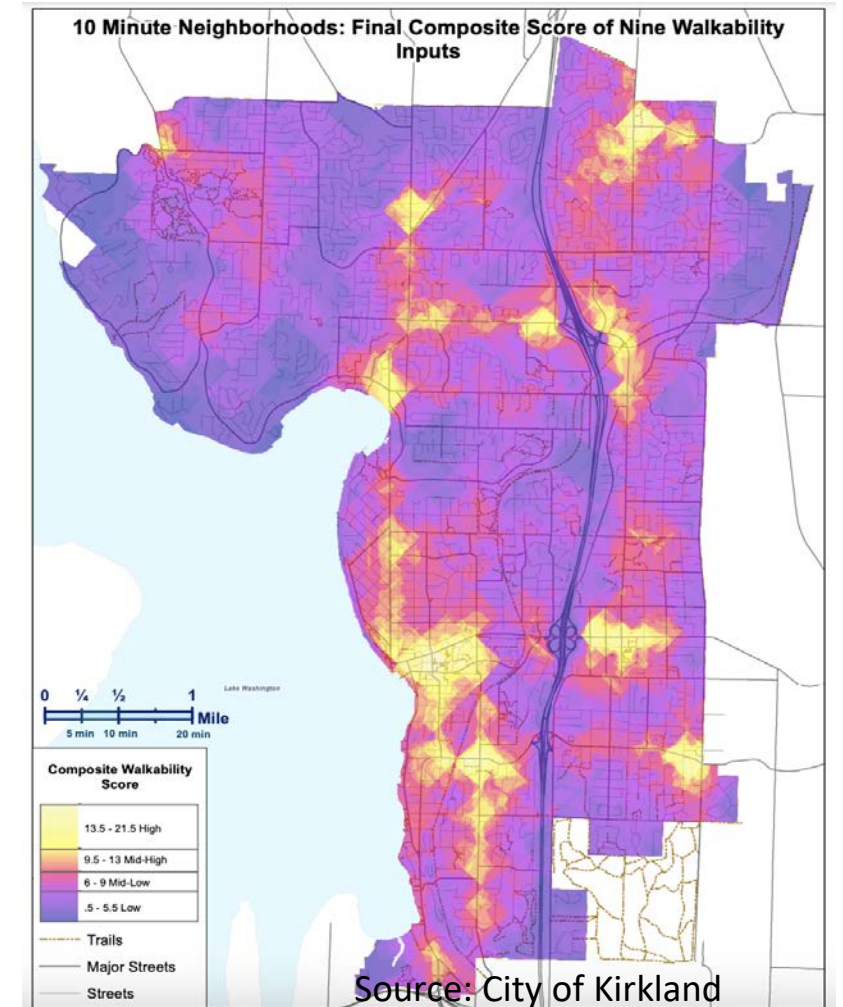 10 Minute Neighborhoods: Final Composite Score of Nine Walkability
Inputs
Lake Washington
0 ¼ ½ 1
Mile
5 min 10 min 20 min
Composite Walkability
Score
13.5 - 21.5 High
9.5 - 13 Mid-High
6 - 9 Mid-Low
.5 - 5.5 Low
Trails
Major Streets
Streets
Source: City of Kirkland